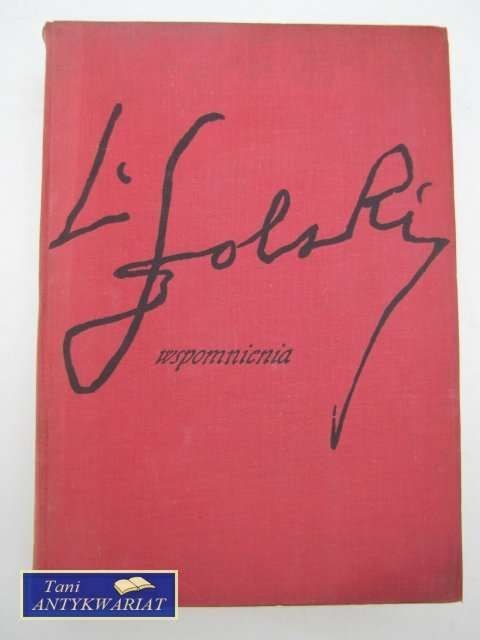 L. Solski
wspomnienia
Tani
ANTYKWARIAT